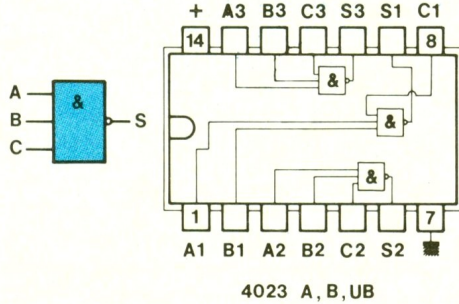 + A3 B3 C3 S3 S1 C1
14 8
&
A
&
B S
&
C
&
1 7
A1 B1 A2 B2 C2 S2
4023 A, B, UB